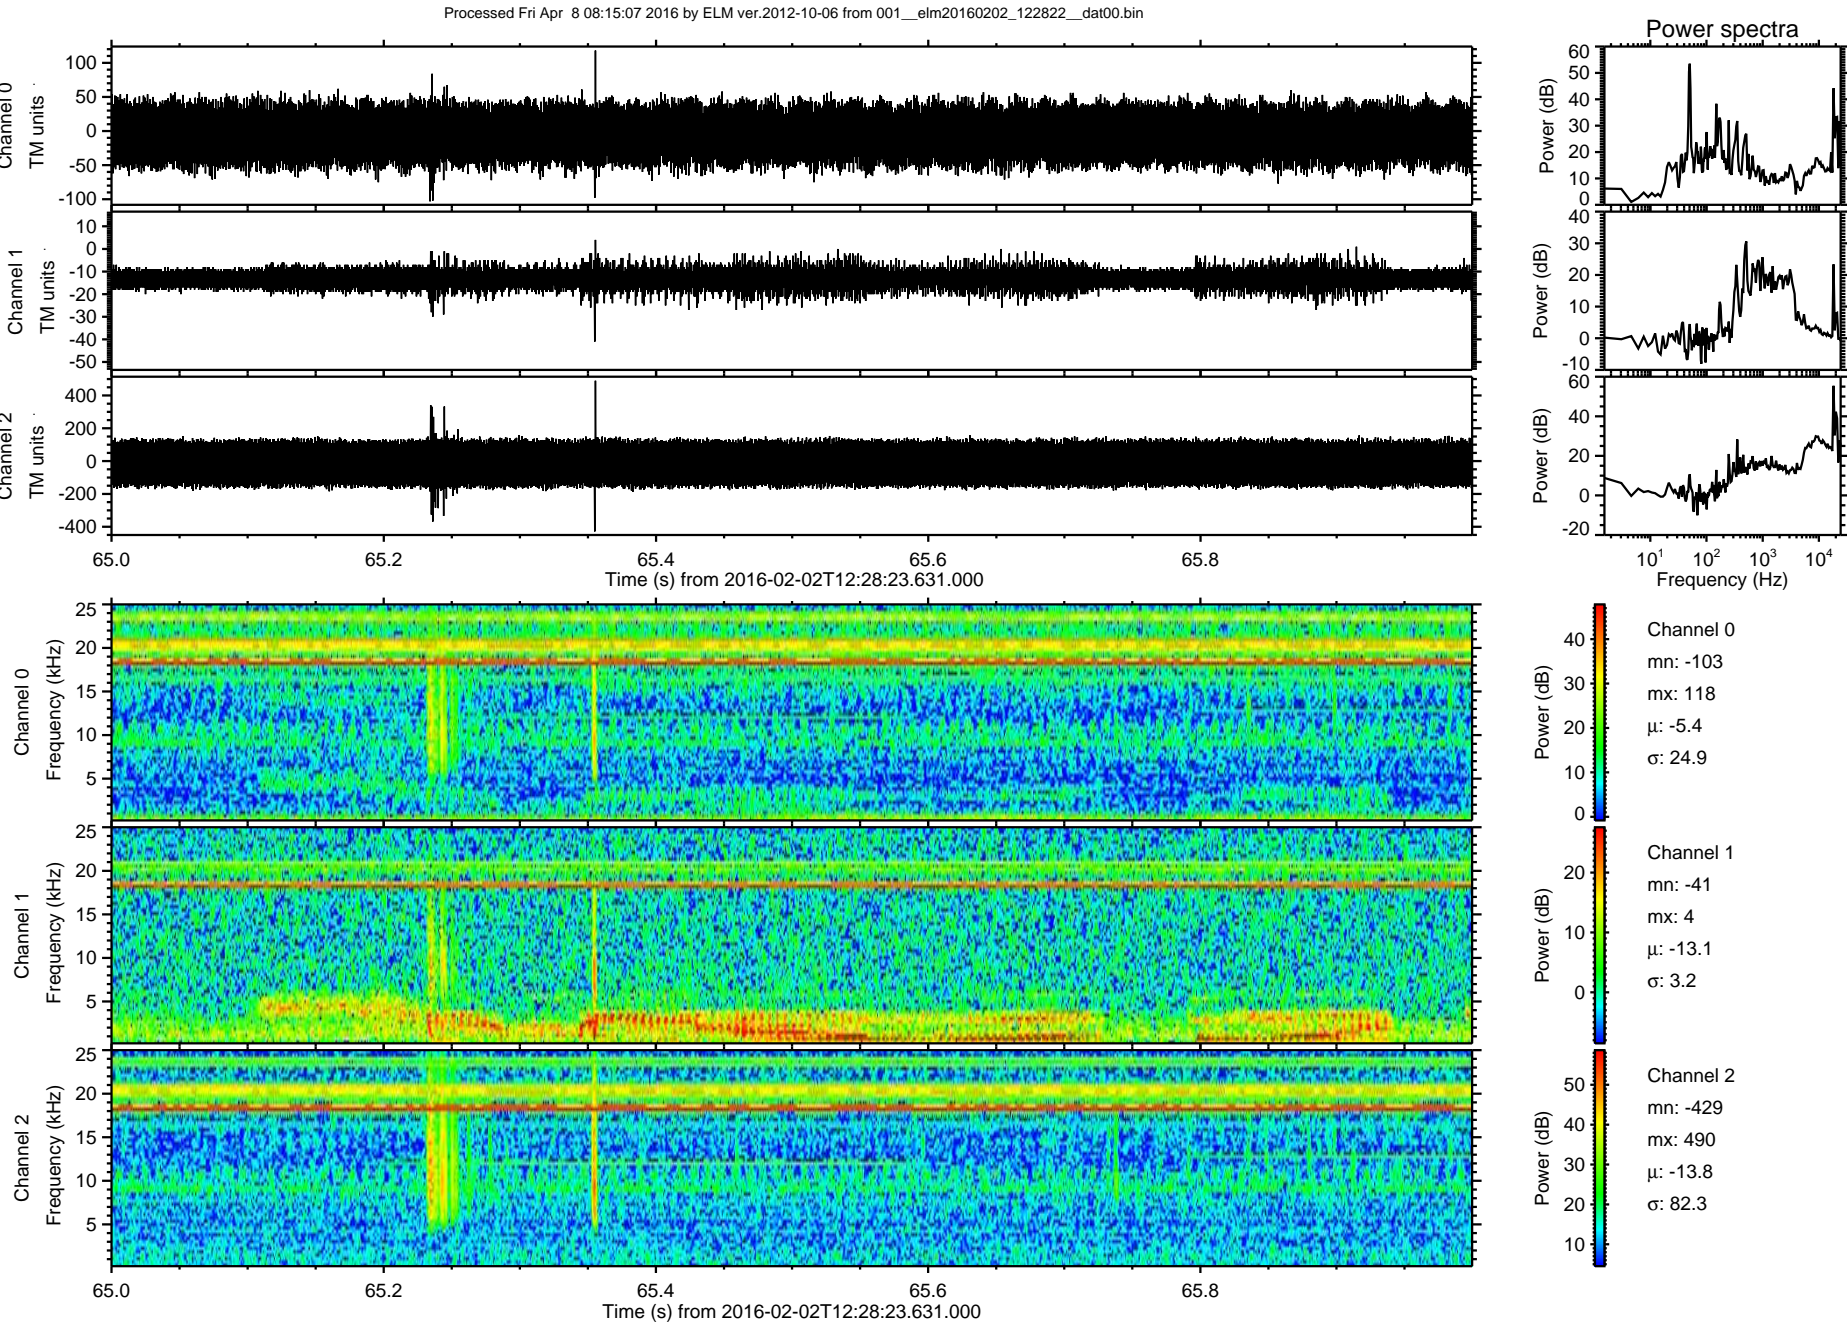 Processed Fri Apr  8 08:15:07 2016 by ELM ver.2012-10-06 from 001__elm20160202_122822__dat00.bin
Power spectra
Channel 0
TM units
100
50
0
-50
-100
Power (dB)
60
50
40
30
20
10
0
Channel 1
TM units
10
0
-10
-20
-30
-40
-50
Power (dB)
40
30
20
10
0
-10
Channel 2
TM units
400
200
0
-200
-400
Power (dB)
60
40
20
0
-20
65.0 65.2 65.4 65.6 65.8
Time (s) from 2016-02-02T12:28:23.631.000
10¹ 10² 10³ 10⁴
Frequency (Hz)
Channel 0
Frequency (kHz)
25
20
15
10
5
Power (dB)
40
30
20
10
0
Channel 0
mn: -103
mx: 118
μ: -5.4
σ: 24.9
Channel 1
Frequency (kHz)
25
20
15
10
5
Power (dB)
20
10
0
Channel 1
mn: -41
mx: 4
μ: -13.1
σ: 3.2
Channel 2
Frequency (kHz)
25
20
15
10
5
Power (dB)
50
40
30
20
10
Channel 2
mn: -429
mx: 490
μ: -13.8
σ: 82.3
65.0 65.2 65.4 65.6 65.8
Time (s) from 2016-02-02T12:28:23.631.000